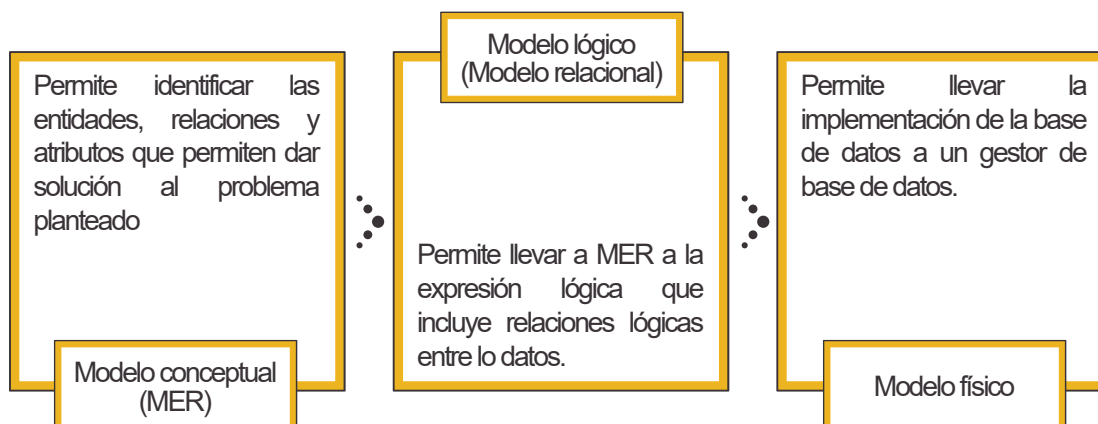 Permite identificar las
entidades, relaciones y
atributos que permiten dar
solución al problema
planteado
Modelo conceptual
(MER)
Modelo lógico
(Modelo relacional)
Permite llevar a MER a la
expresión lógica que
incluye relaciones lógicas
entre lo datos.
Permite llevar la
implementación de la base
de datos a un gestor de
base de datos.
Modelo físico